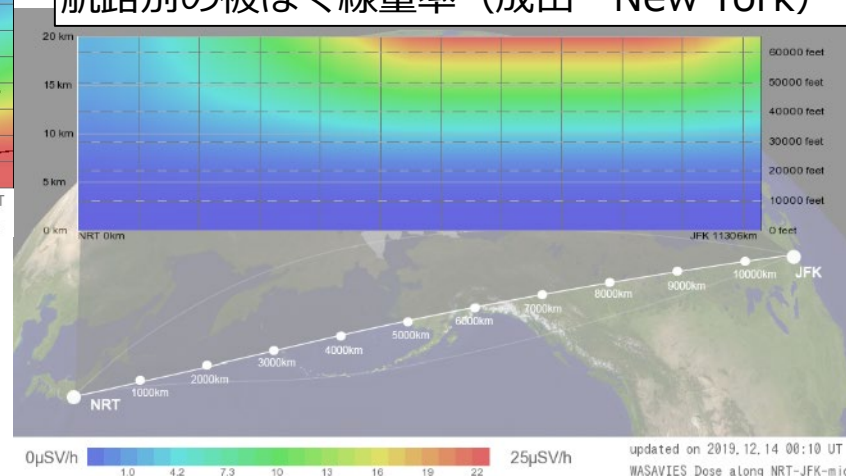 航路別の被ばく線量率（成田 New York）
20 km
15 km
10 km
5 km
0 km
60000 feet
50000 feet
40000 feet
30000 feet
20000 feet
10000 feet
0 feet
NRT 0km
JFK 11306km
NRT
1000km
2000km
3000km
4000km
5000km
6000km
7000km
8000km
9000km
10000km
JFK
0μSV/h
1.0 4.2 7.3 10 13 16 19 22
25μSV/h
updated on 2019.12.14 00:10 UT
WASAVIES Dose along NRT-JFK-mid